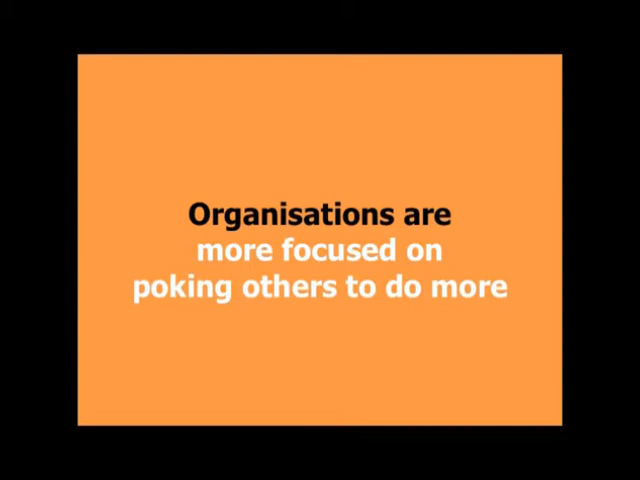 Organisations are
more focused on
poking others to do more